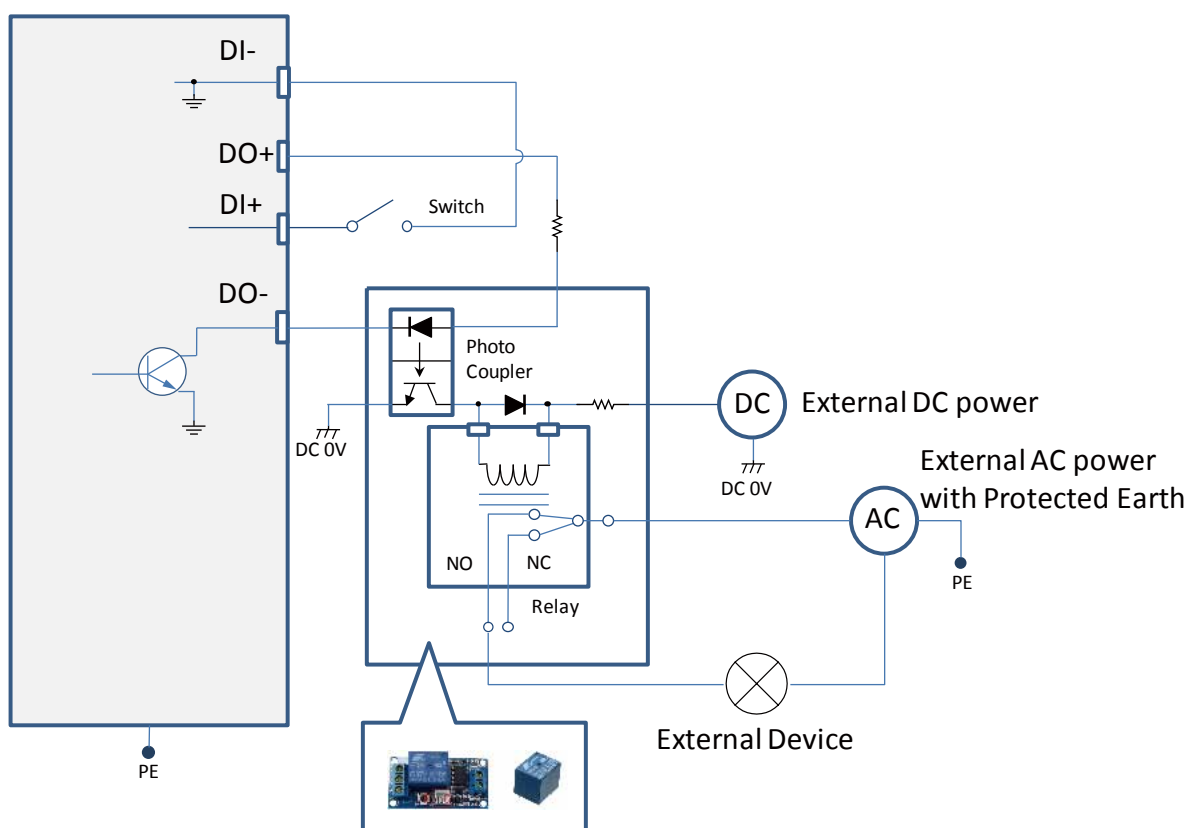 DI-
DO+
DI+
Switch
DO-
Photo
Coupler
DC
External DC power
DC 0V
DC 0V
External AC power
with Protected Earth
AC
NO
NC
PE
Relay
External Device
PE